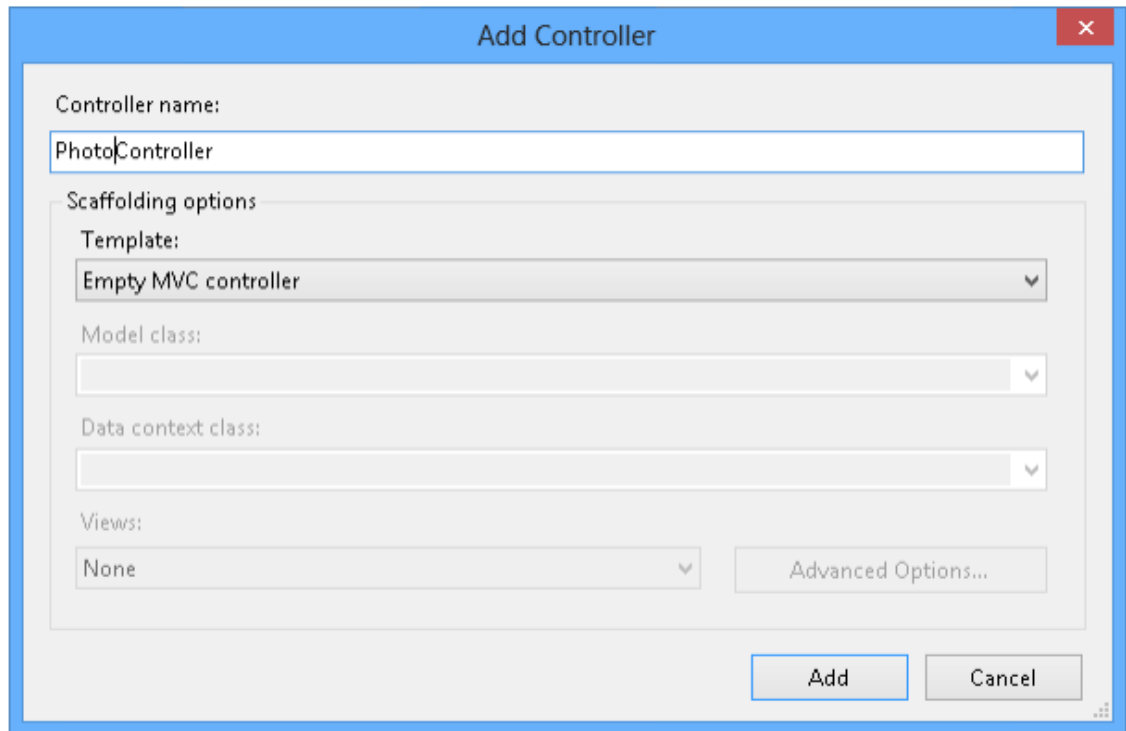 Add Controller
Controller name:
PhotoController
Scaffolding options
Template:
Empty MVC controller
Model class:
Data context class:
Views:
None
Advanced Options...
Add
Cancel